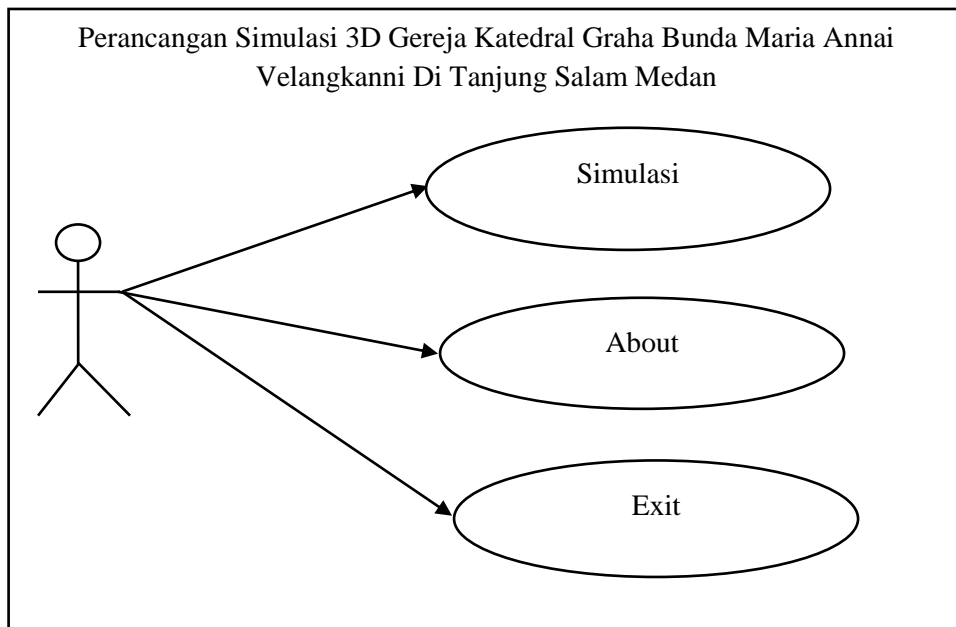 Perancangan Simulasi 3D Gereja Katedral Graha Bunda Maria Annai
Velangkanni Di Tanjung Salam Medan
Simulasi
About
Exit